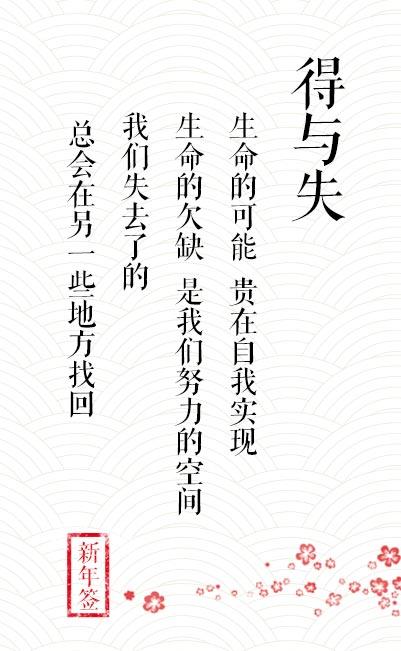 得与失
生命的可能 贵在自我实现
生命的欠缺 是我们努力的空间
我们失去了的
总会在另一些地方找回
新年签